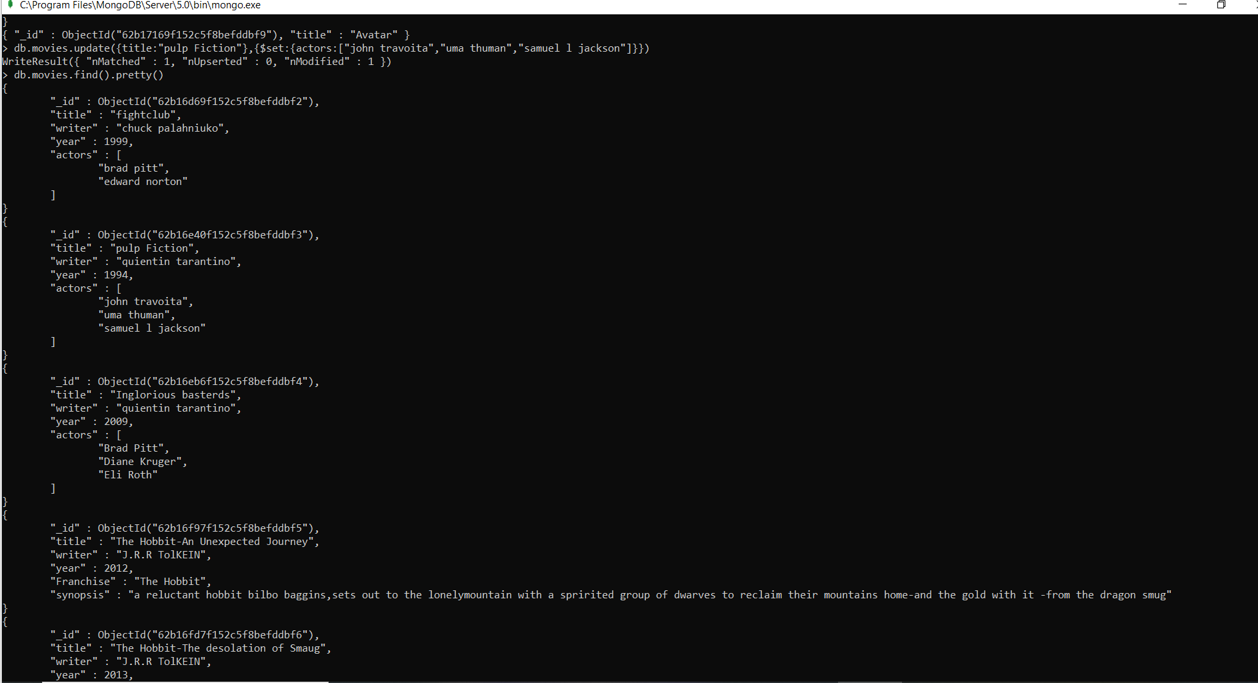 C:\Program Files\MongoDB\Server\5.0\bin\mongo.exe
}
{ "_id" : ObjectId("62b17169f152c5f8befddbf9"), "title" : "Avatar" }
> db.movies.update({title:"pulp Fiction"},{$set:{actors:["john travoita","uma thuman","samuel l jackson"]}})
WriteResult({ "nMatched" : 1, "nUpserted" : 0, "nModified" : 1 })
> db.movies.find().pretty()
{
"_id" : ObjectId("62b16d69f152c5f8befddbf2"),
"title" : "fightclub",
"writer" : "chuck palahniuko",
"year" : 1999,
"actors" : [
"brad pitt",
"edward norton"
]
}
{
"_id" : ObjectId("62b16e40f152c5f8befddbf3"),
"title" : "pulp Fiction",
"writer" : "quientin tarantino",
"year" : 1994,
"actors" : [
"john travoita",
"uma thuman",
"samuel l jackson"
]
}
{
"_id" : ObjectId("62b16eb6f152c5f8befddbf4"),
"title" : "Inglorious basterds",
"writer" : "quientin tarantino",
"year" : 2009,
"actors" : [
"Brad Pitt",
"Diane Kruger",
"Eli Roth"
]
}
{
"_id" : ObjectId("62b16f97f152c5f8befddbf5"),
"title" : "The Hobbit-An Unexpected Journey",
"writer" : "J.R.R TolKEIN",
"year" : 2012,
"Franchise" : "The Hobbit",
"synopsis" : "a reluctant hobbit bilbo baggins,sets out to the lonelymountain with a spririted group of dwarves to reclaim their mountains home-and the gold with it -from the dragon smug"
}
{
"_id" : ObjectId("62b16fd7f152c5f8befddbf6"),
"title" : "The Hobbit-The desolation of Smaug",
"writer" : "J.R.R TolKEIN",
"year" : 2013,